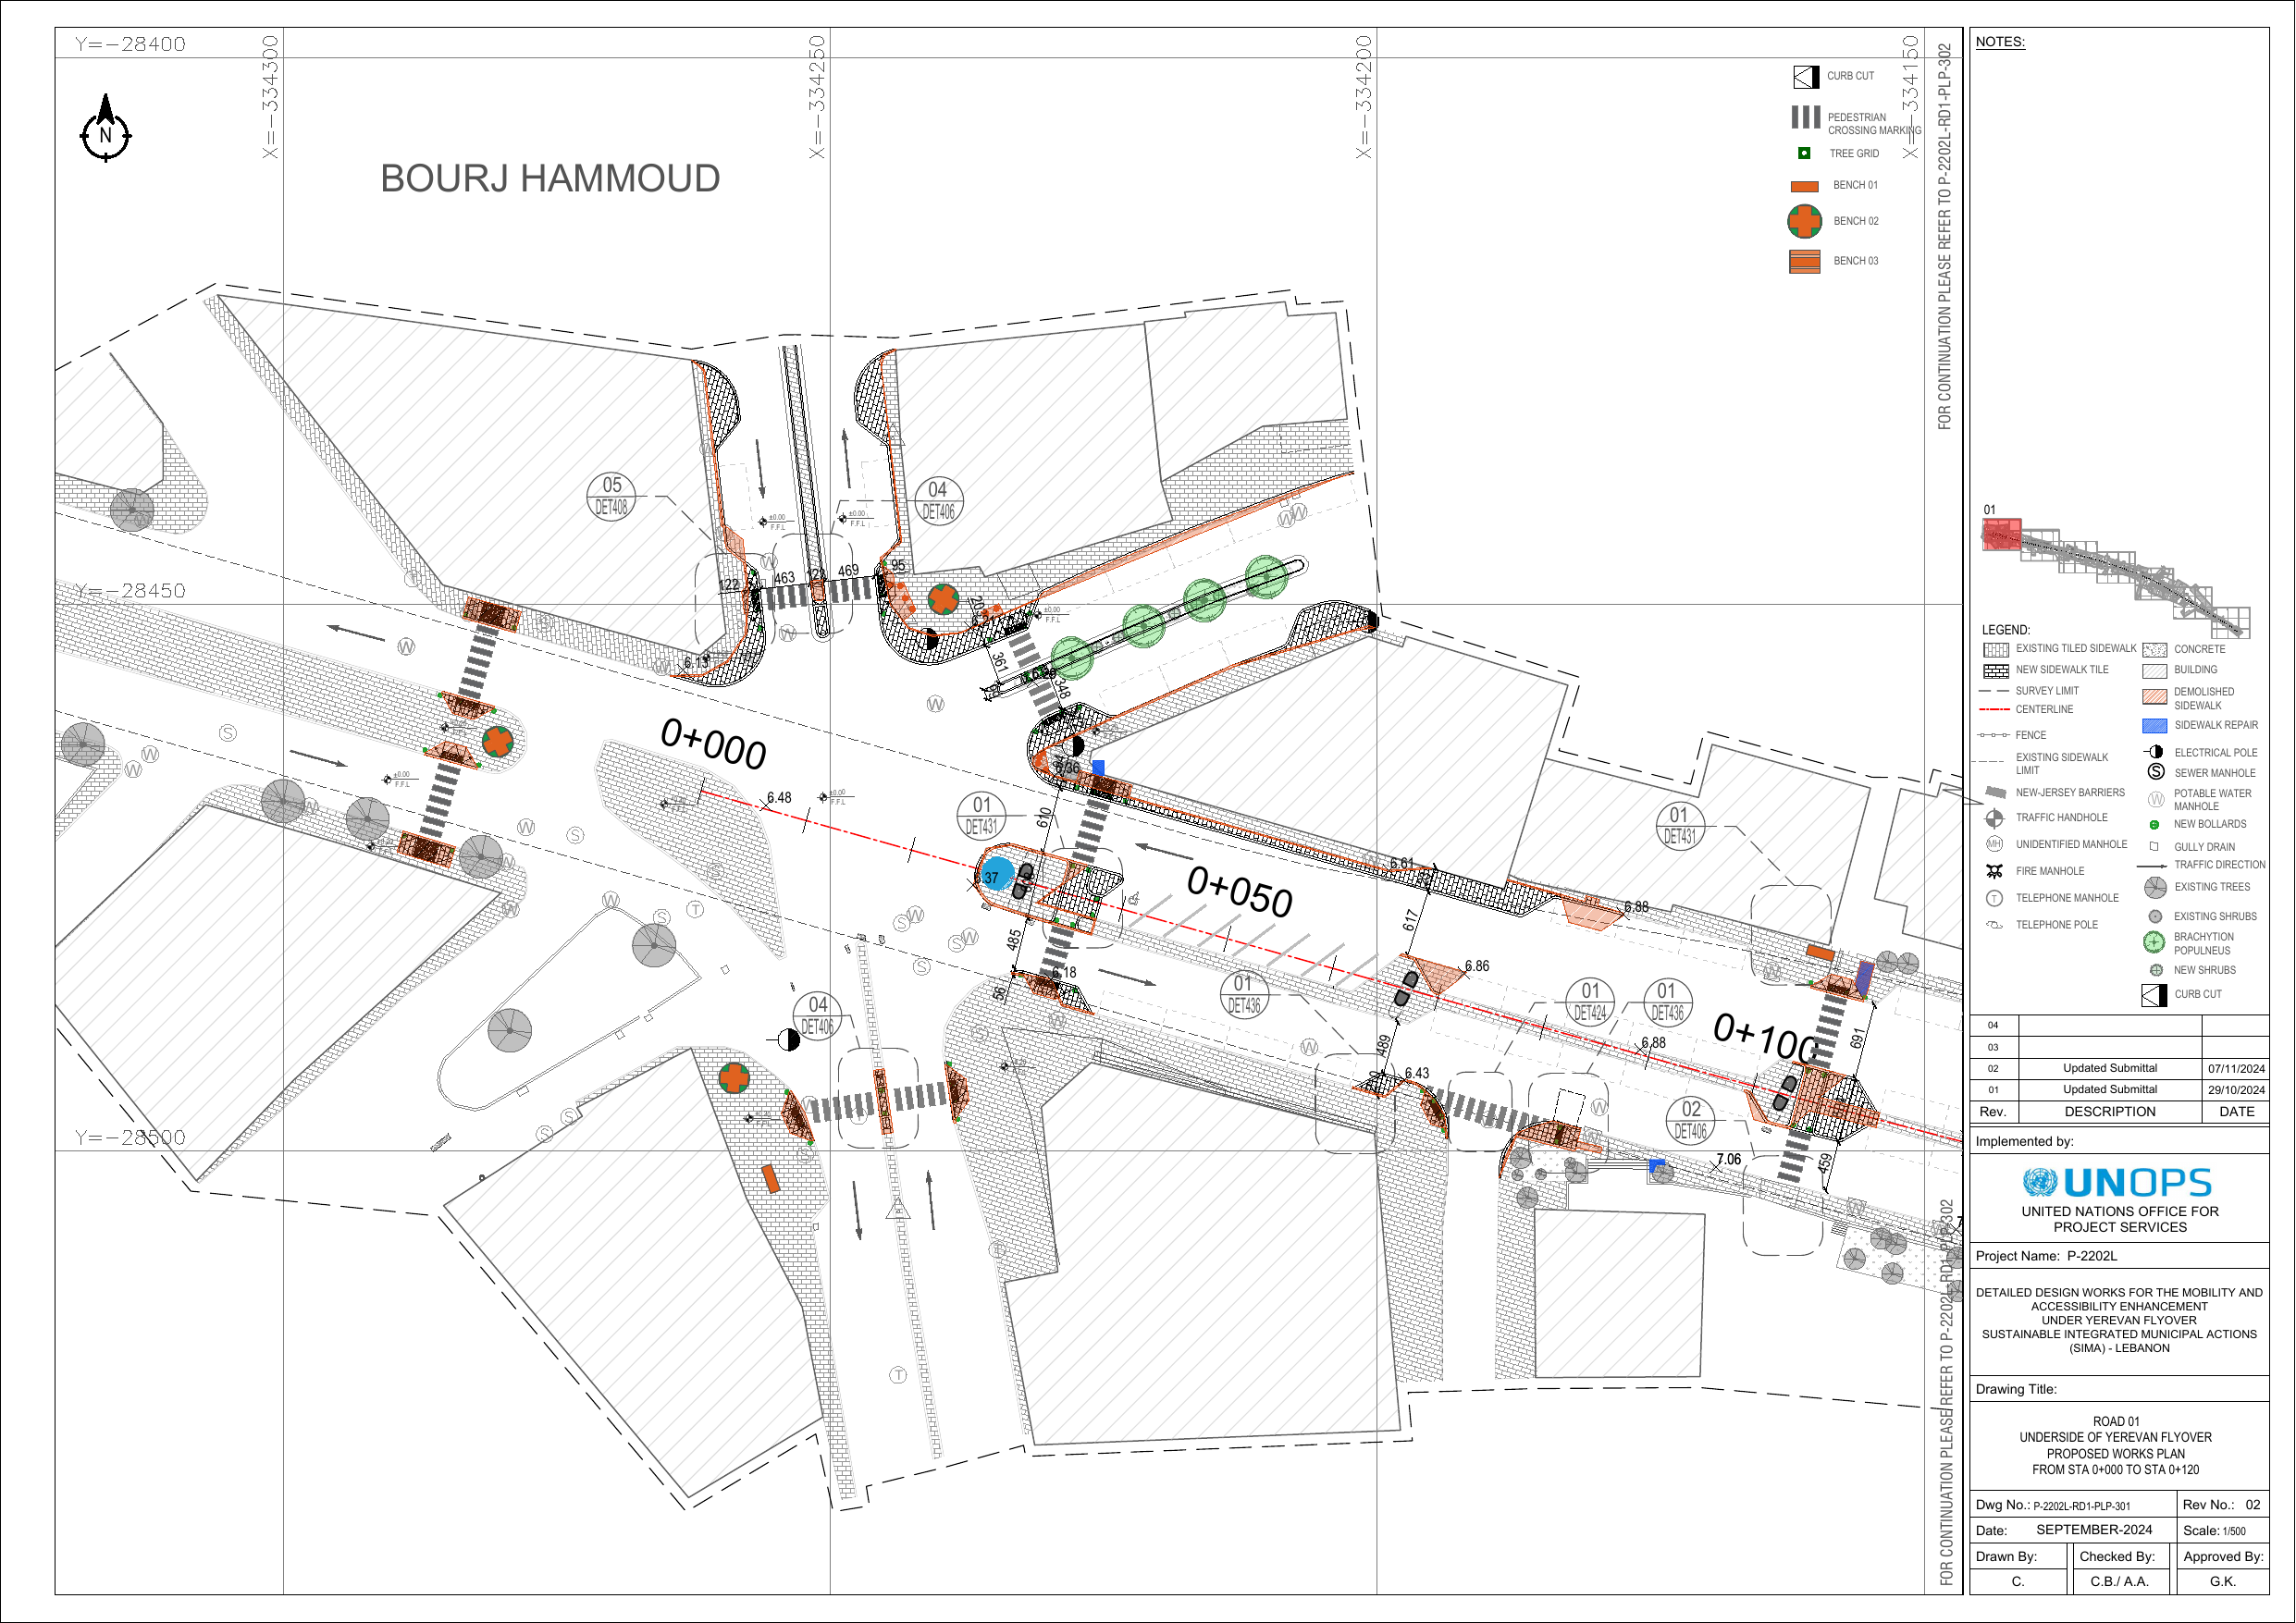 Y=-28400
X=-334300
X=-334250
X=-334200
X=-334150
N
BOURJ HAMMOUD
CURB CUT
PEDESTRIAN
CROSSING MARKING
TREE GRID
BENCH 01
BENCH 02
BENCH 03
FOR CONTINUATION PLEASE REFER TO P-2202L-RD1-PLP-302
05
DET408
04
DET406
±0.00
F.F.L
±0.00
F.F.L
122
463
469
95
Y=-28450
±0.00
F.F.L
361
348
6.13
0+000
6.48
±0.00
F.F.L
±0.00
F.F.L
01
DET431
610
6.37
0+050
6.61
01
DET431
617
6.88
485
6.18
56
6.86
01
DET436
01
DET424
01
DET436
0+100
6.88
691
04
DET406
489
6.43
02
DET406
7.06
459
Y=-28500
FOR CONTINUATION PLEASE REFER TO P-2202L-RD1-PLP-302
NOTES:
01
LEGEND:
EXISTING TILED SIDEWALK
CONCRETE
NEW SIDEWALK TILE
BUILDING
SURVEY LIMIT
DEMOLISHED
SIDEWALK
CENTERLINE
SIDEWALK REPAIR
FENCE
ELECTRICAL POLE
EXISTING SIDEWALK
LIMIT
SEWER MANHOLE
NEW-JERSEY BARRIERS
POTABLE WATER
MANHOLE
TRAFFIC HANDHOLE
NEW BOLLARDS
UNIDENTIFIED MANHOLE
GULLY DRAIN
FIRE MANHOLE
TRAFFIC DIRECTION
TELEPHONE MANHOLE
EXISTING TREES
TELEPHONE POLE
EXISTING SHRUBS
BRACHYTION
POPULNEUS
NEW SHRUBS
CURB CUT
04
03
02 Updated Submittal 07/11/2024
01 Updated Submittal 29/10/2024
Rev. DESCRIPTION DATE
Implemented by:
UNOPS
UNITED NATIONS OFFICE FOR
PROJECT SERVICES
Project Name: P-2202L
DETAILED DESIGN WORKS FOR THE MOBILITY AND
ACCESSIBILITY ENHANCEMENT
UNDER YEREVAN FLYOVER
SUSTAINABLE INTEGRATED MUNICIPAL ACTIONS
(SIMA) - LEBANON
Drawing Title:
ROAD 01
UNDERSIDE OF YEREVAN FLYOVER
PROPOSED WORKS PLAN
FROM STA 0+000 TO STA 0+120
Dwg No.: P-2202L-RD1-PLP-301 Rev No.: 02
Date: SEPTEMBER-2024 Scale: 1/500
Drawn By: Checked By: Approved By:
C. C.B./ A.A. G.K.